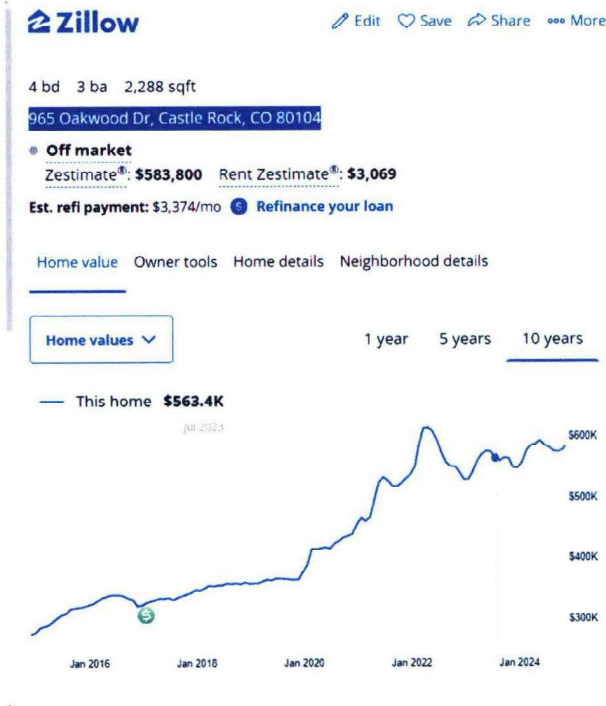 Zillow
Edit Save Share More
4 bd 3 ba 2,288 sqft
965 Oakwood Dr, Castle Rock, CO 80104
Off market
Zestimate®: $583,800 Rent Zestimate®: $3,069
Est. refi payment: $3,374/mo $ Refinance your loan
Home value Owner tools Home details Neighborhood details
Home values 1 year 5 years 10 years
This home $563.4K
Jul 2023
$600K
$500K
$400K
$300K
$
Jan 2016 Jan 2018 Jan 2020 Jan 2022 Jan 2024